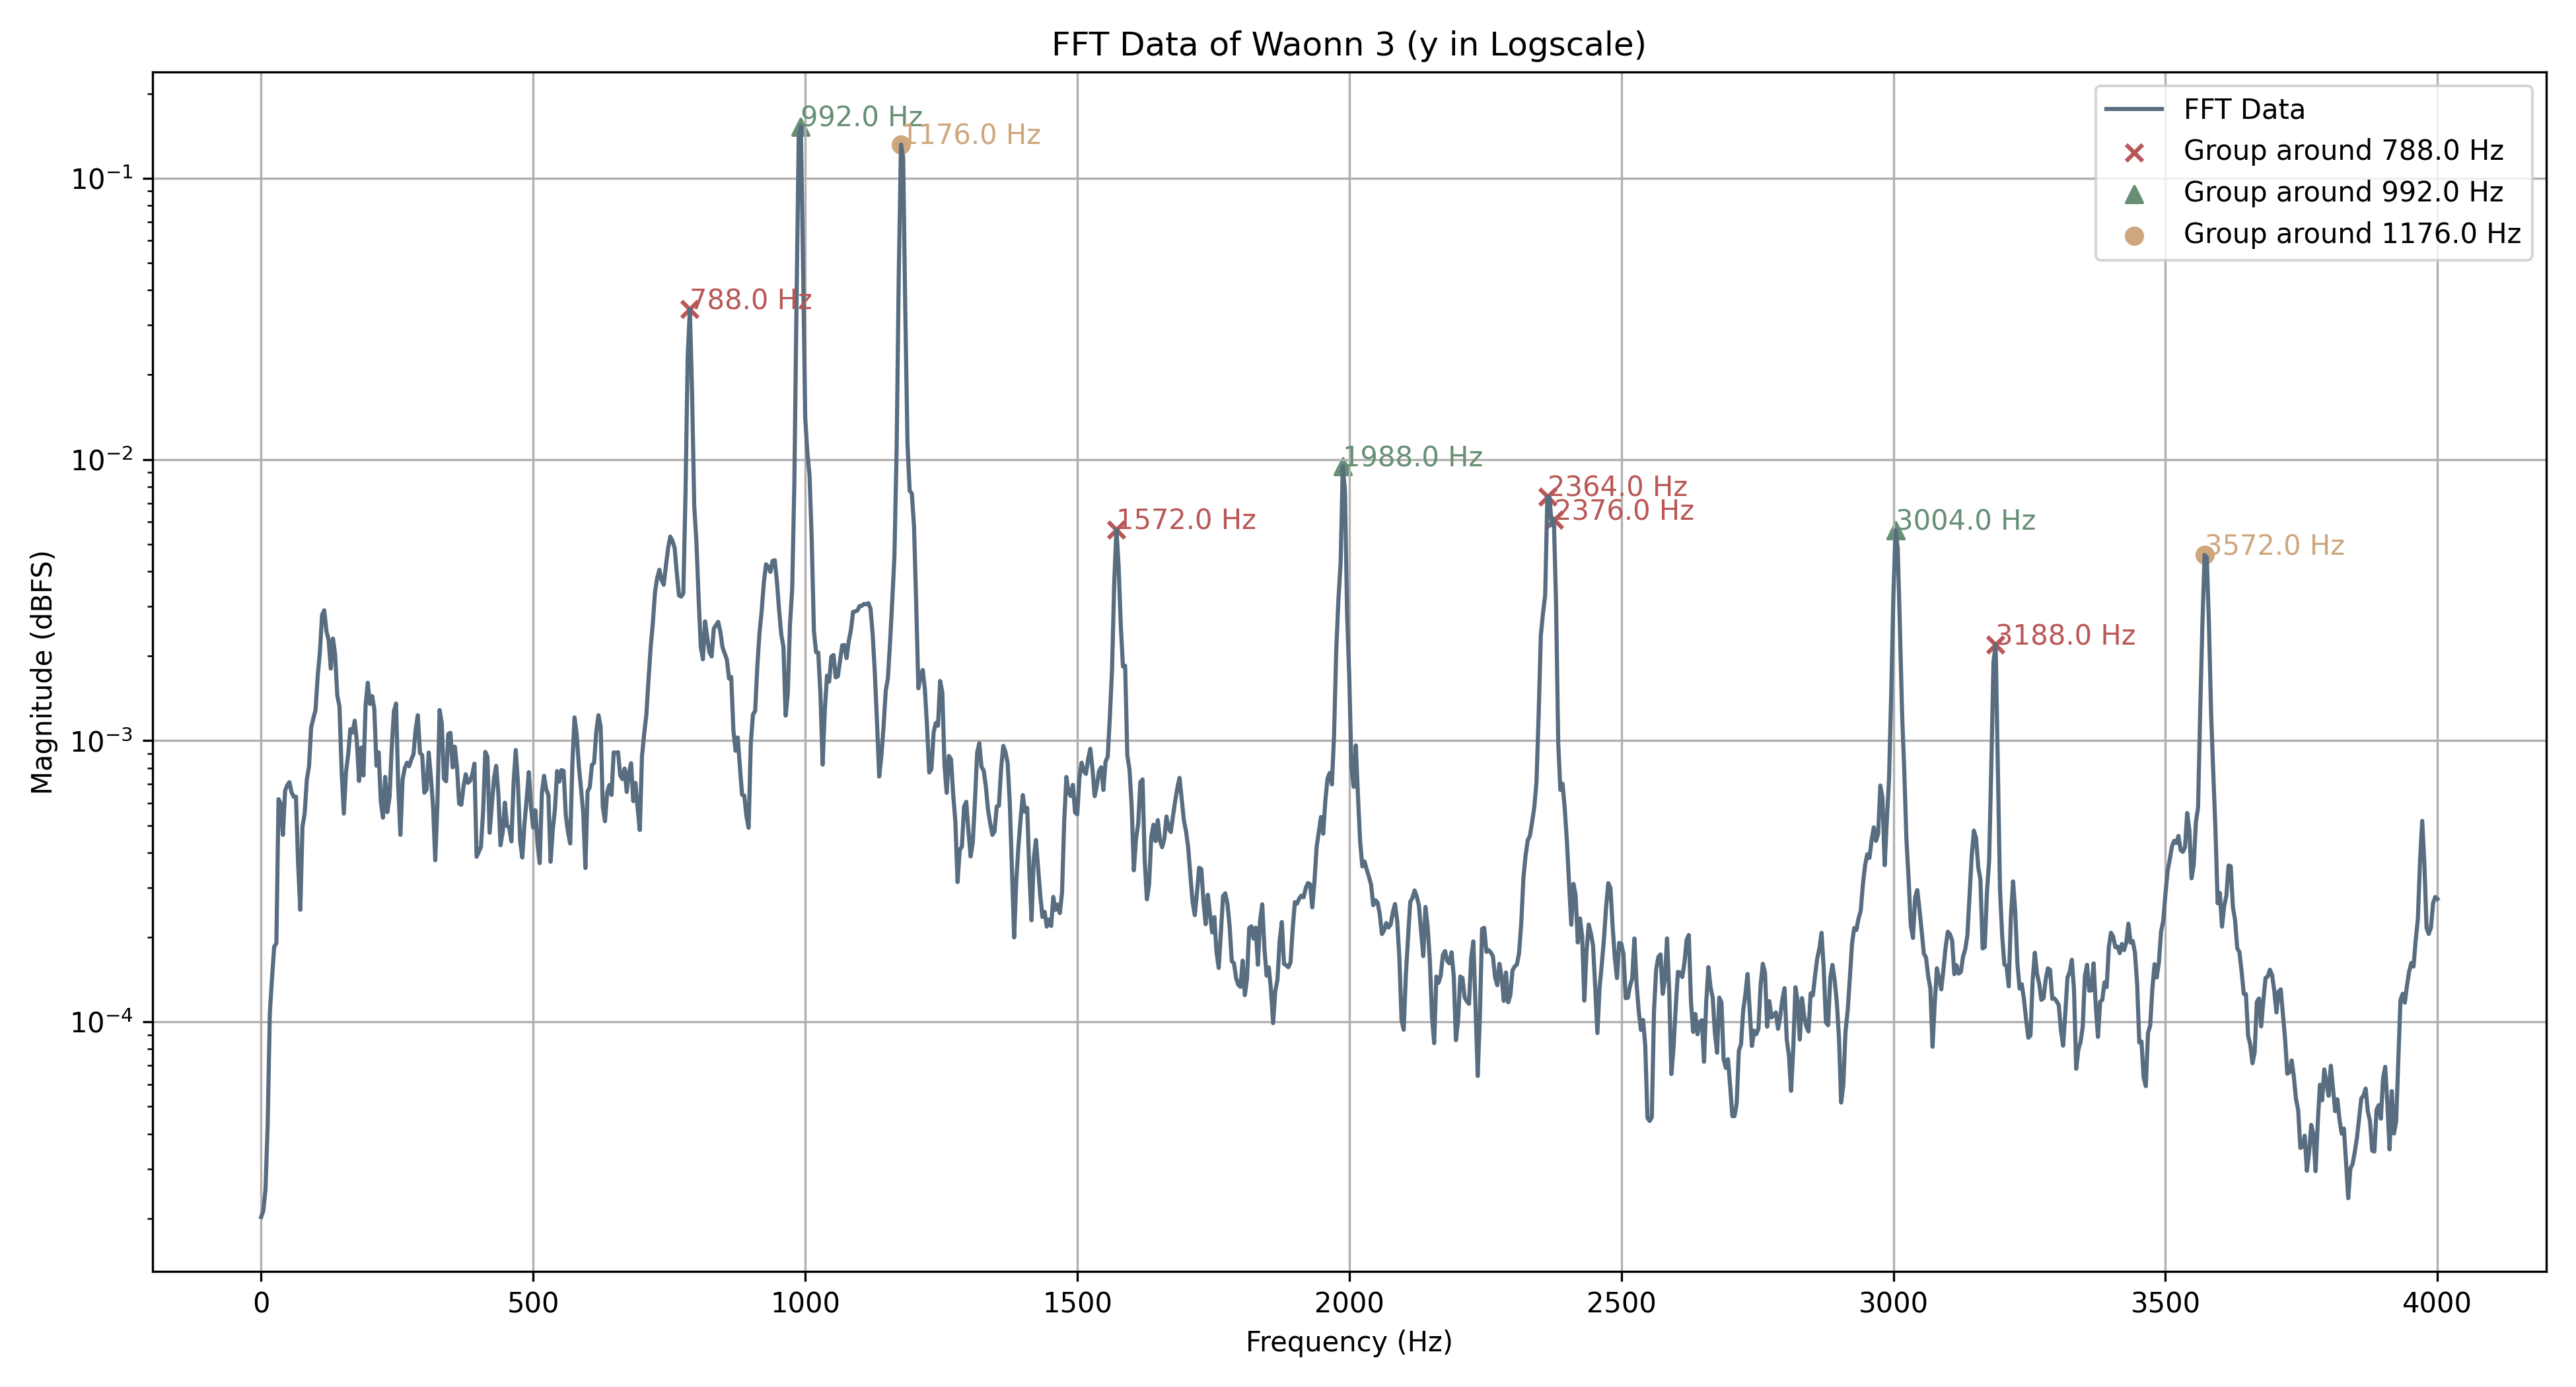 FFT Data of Waonn 3 (y in Logscale)
FFT Data
Group around 788.0 Hz
Group around 992.0 Hz
Group around 1176.0 Hz
992.0 Hz
1176.0 Hz
788.0 Hz
1988.0 Hz
2364.0 Hz
2376.0 Hz
1572.0 Hz
3004.0 Hz
3572.0 Hz
3188.0 Hz
10⁻¹
10⁻²
10⁻³
10⁻⁴
Magnitude (dBFS)
0 500 1000 1500 2000 2500 3000 3500 4000
Frequency (Hz)